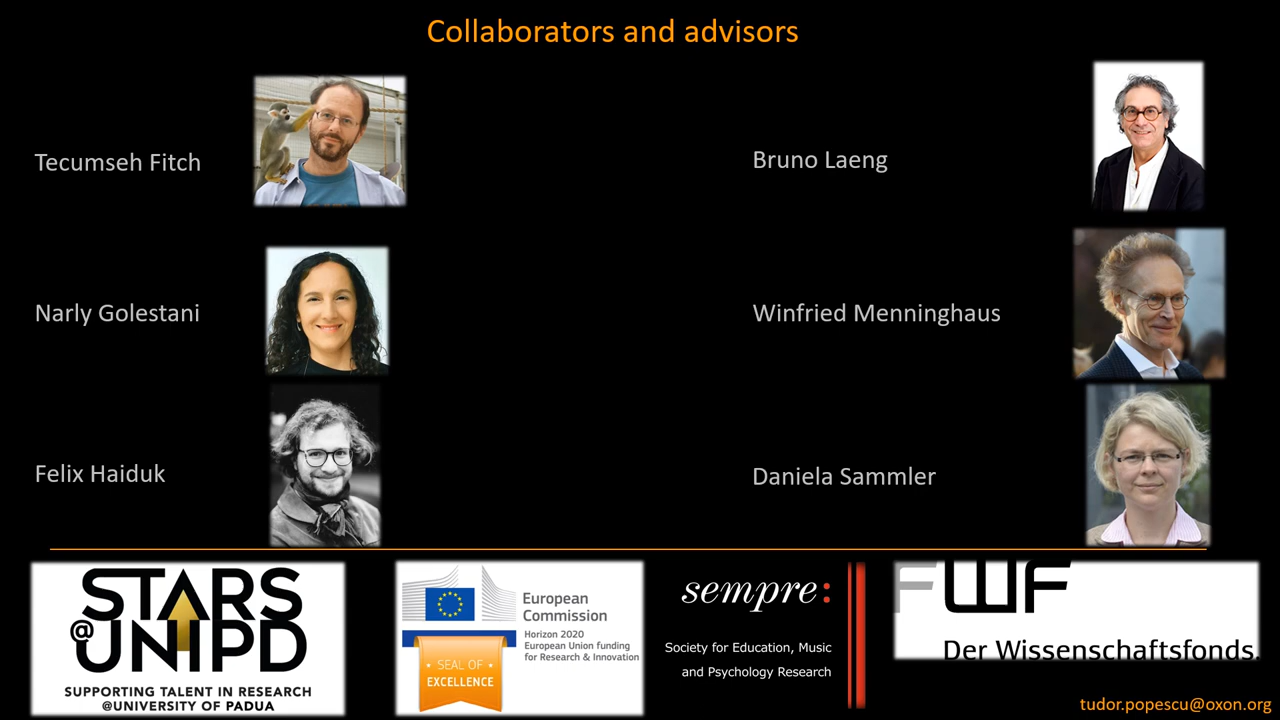 Collaborators and advisors
Tecumseh Fitch
Bruno Laeng
Narly Golestani
Winfried Menninghaus
Felix Haiduk
Daniela Sammler
STARS
@UNIPD
SUPPORTING TALENT IN RESEARCH
@UNIVERSITY OF PADUA
European
Commission
Horizon 2020
European Union funding
for Research & Innovation
SEAL OF
EXCELLENCE
sempre:
Society for Education, Music
and Psychology Research
FWF
Der Wissenschaftsfonds.
tudor.popescu@oxon.org